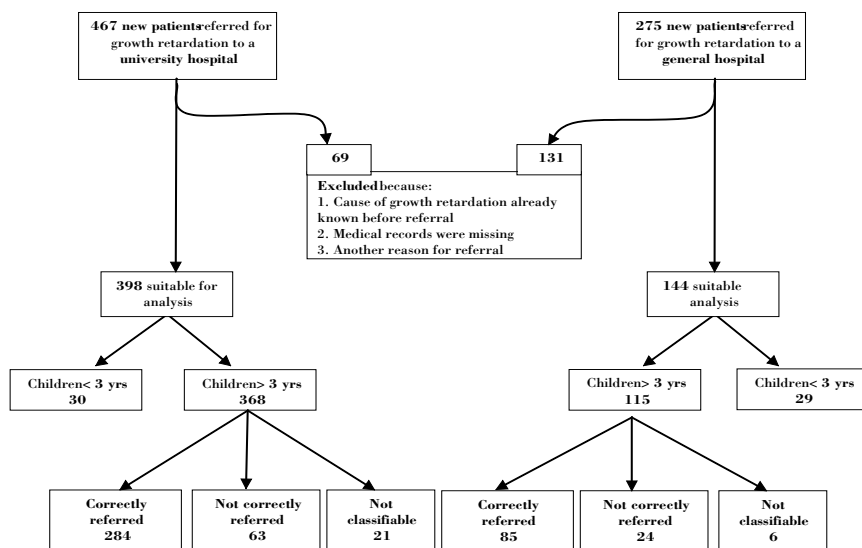 467 new patients referred for
growth retardation to a
university hospital
275 new patients referred
for growth retardation to a
general hospital
69
131
Excluded because:
1. Cause of growth retardation already
known before referral
2. Medical records were missing
3. Another reason for referral
398 suitable for
analysis
144 suitable
analysis
Children< 3 yrs
30
Children> 3 yrs
368
Children> 3 yrs
115
Children< 3 yrs
29
Correctly
referred
284
Not correctly
referred
63
Not
classifiable
21
Correctly
referred
85
Not correctly
referred
24
Not
classifiable
6